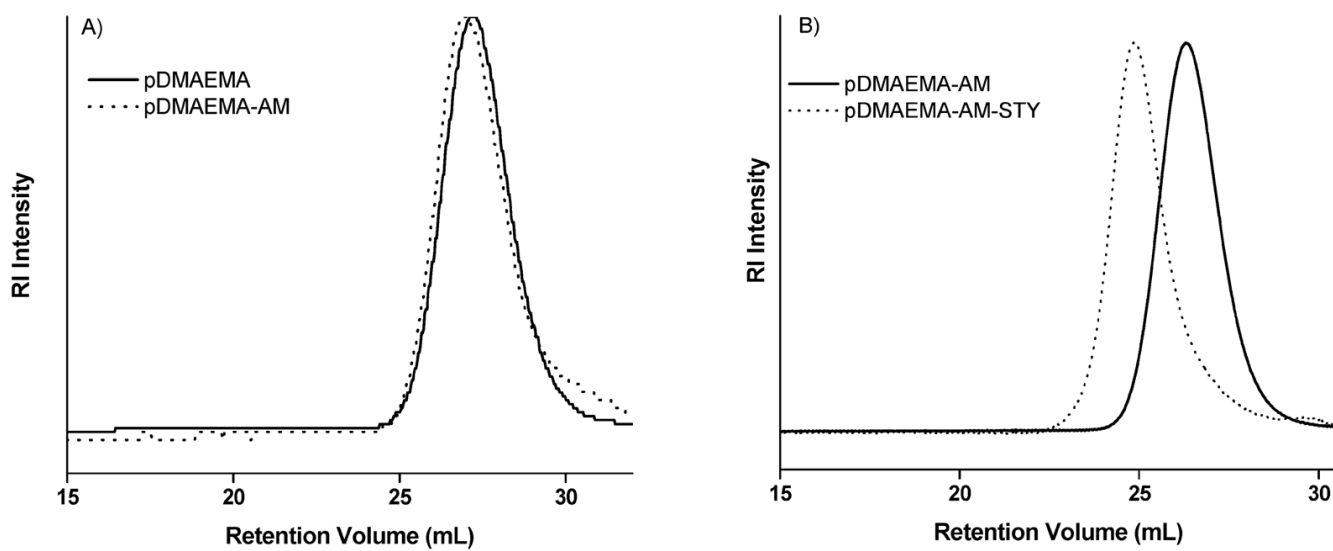 A)
pDMAEMA
pDMAEMA-AM
RI Intensity
15 20 25 30
Retention Volume (mL)
B)
pDMAEMA-AM
pDMAEMA-AM-STY
RI Intensity
15 20 25 30
Retention Volume (mL)